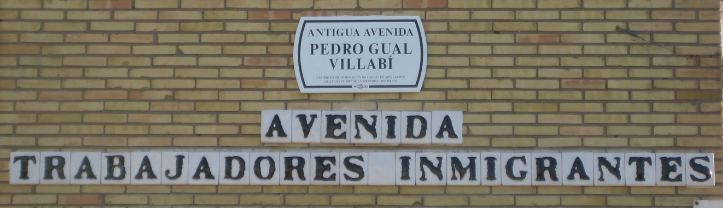 ANTIGUA AVENIDA
PEDRO GUAL
VILLABÍ
AVENIDA
TRABAJADORES INMIGRANTES